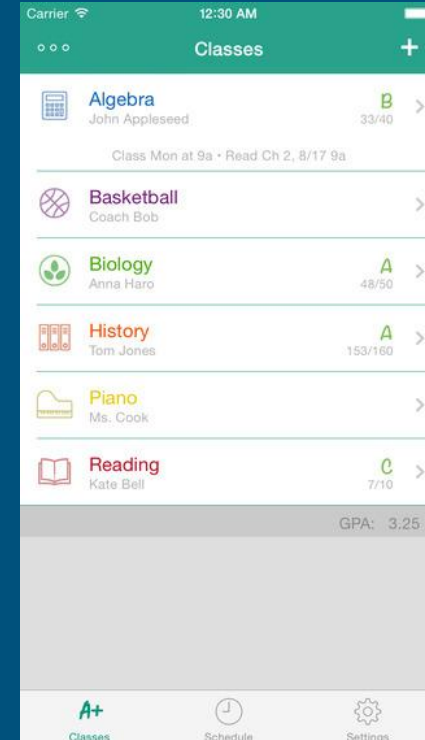 Carrier 12:30 AM
Classes +
Algebra B
John Appleseed 33/40
Class Mon at 9a • Read Ch 2, 8/17 9a
Basketball
Coach Bob
Biology A
Anna Haro 48/50
History A
Tom Jones 153/160
Piano
Ms. Cook
Reading C
Kate Bell 7/10
GPA: 3.25
A+
Classes Schedule Settings